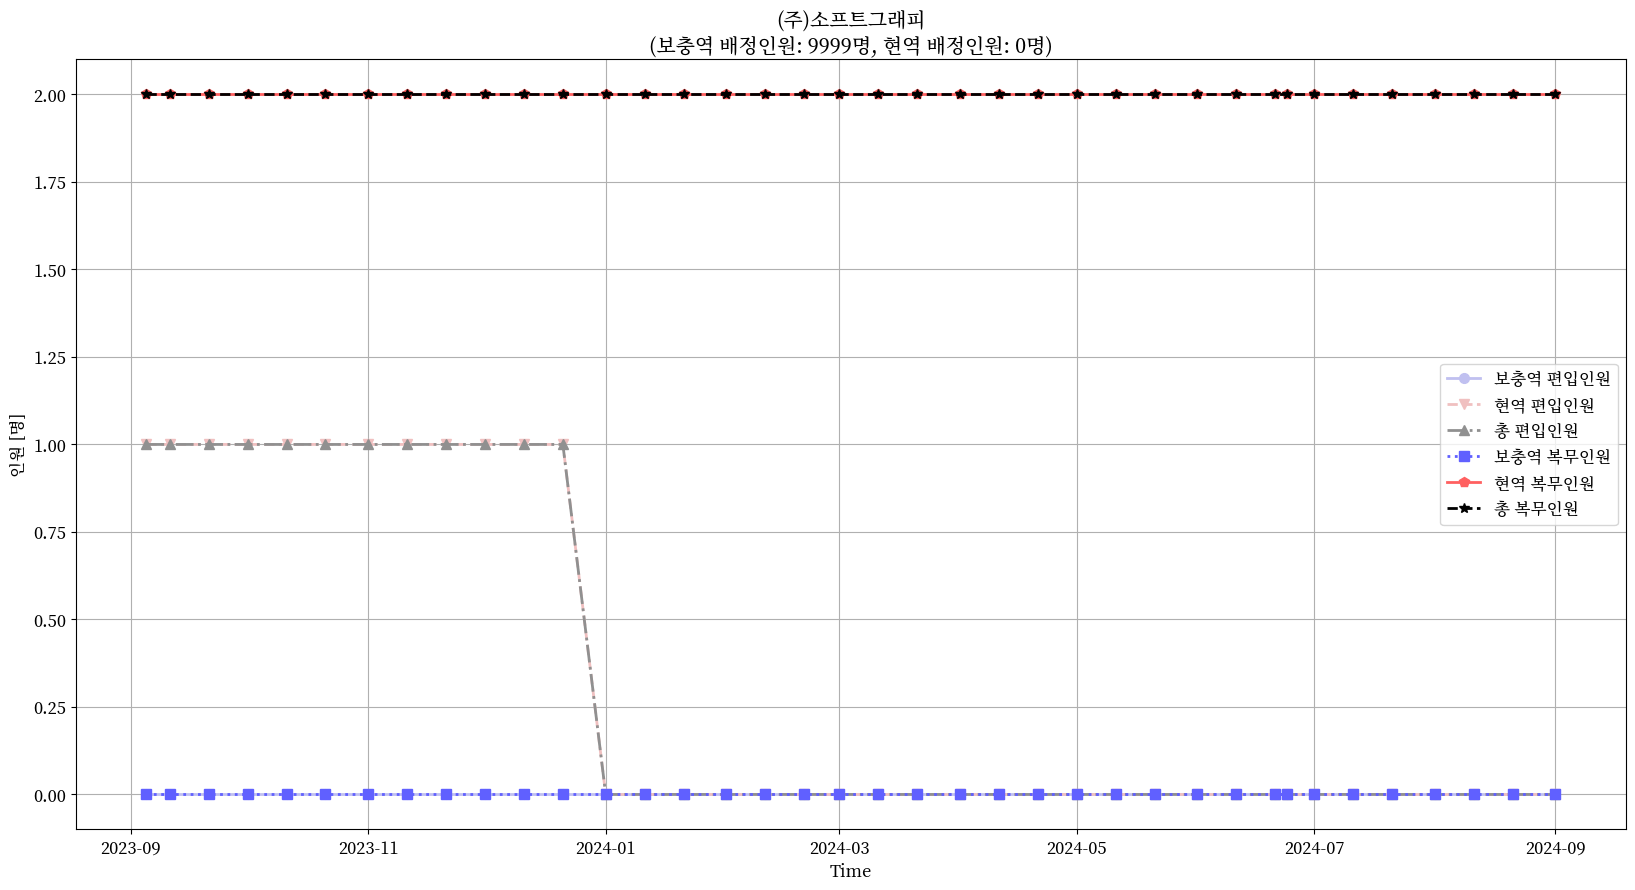 (주)소프트그래피
(보충역 배정인원: 9999명, 현역 배정인원: 0명)
2.00
1.75
1.50
1.25
1.00
0.75
0.50
0.25
0.00
인원 [명]
보충역 편입인원
현역 편입인원
총 편입인원
보충역 복무인원
현역 복무인원
총 복무인원
2023-09
2023-11
2024-01
2024-03
2024-05
2024-07
2024-09
Time